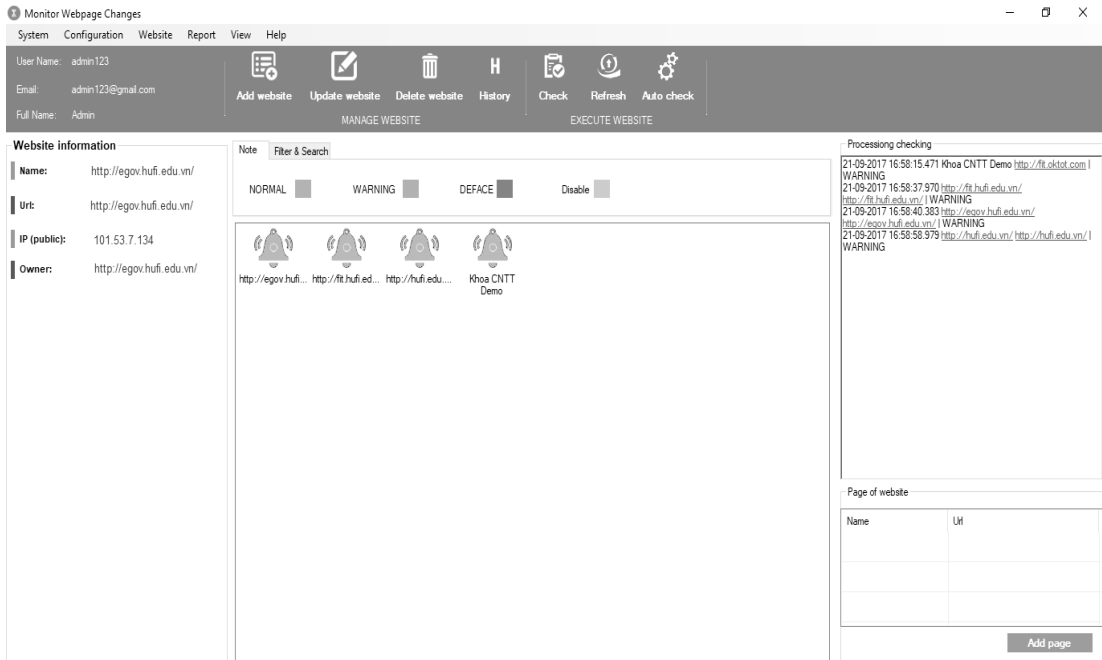 Monitor Webpage Changes
System Configuration Website Report View Help
User Name: admin123
Email: admin123@gmail.com
Full Name: Admin
Add website Update website Delete website History Check Refresh Auto check
MANAGE WEBSITE EXECUTE WEBSITE
Website information
Name: http://egov.hufi.edu.vn/
Url: http://egov.hufi.edu.vn/
IP (public): 101.53.7.134
Owner: http://egov.hufi.edu.vn/
Note Filter & Search
NORMAL WARNING DEFACE Disable
http://egov.hufi... http://fit.hufi.ed... http://hufi.edu.... Khoa CNTT
Demo
Processiong checking
21-09-2017 16:58:15.471 Khoa CNTT Demo http://fit.oktot.com |
WARNING
21-09-2017 16:58:37.970 http://fit.hufi.edu.vn/
http://fit.hufi.edu.vn/ | WARNING
21-09-2017 16:58:40.383 http://egov.hufi.edu.vn/
http://egov.hufi.edu.vn/ | WARNING
21-09-2017 16:58:58.979 http://hufi.edu.vn/ http://hufi.edu.vn/ |
WARNING
Page of website
Name Url
Add page